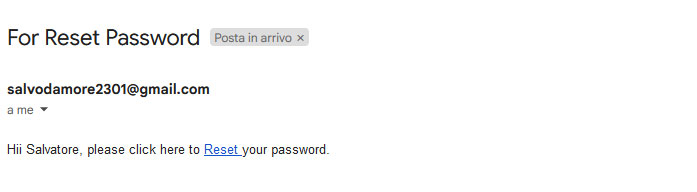 For Reset Password Posta in arrivo ×
salvodamore2301@gmail.com
a me
Hii Salvatore, please click here to Reset your password.